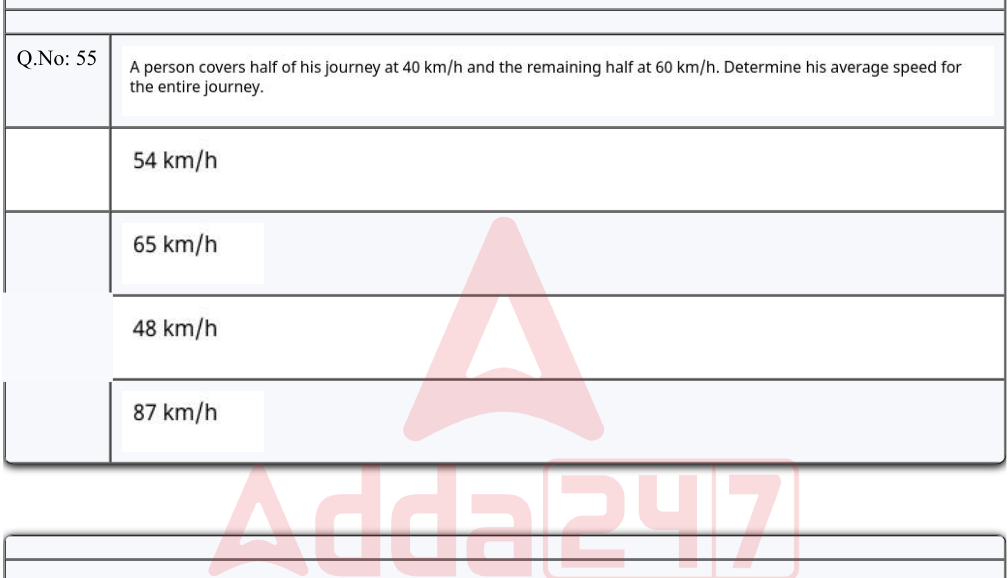 Q.No: 55
A person covers half of his journey at 40 km/h and the remaining half at 60 km/h. Determine his average speed for
the entire journey.
54 km/h
65 km/h
48 km/h
87 km/h
Adda247